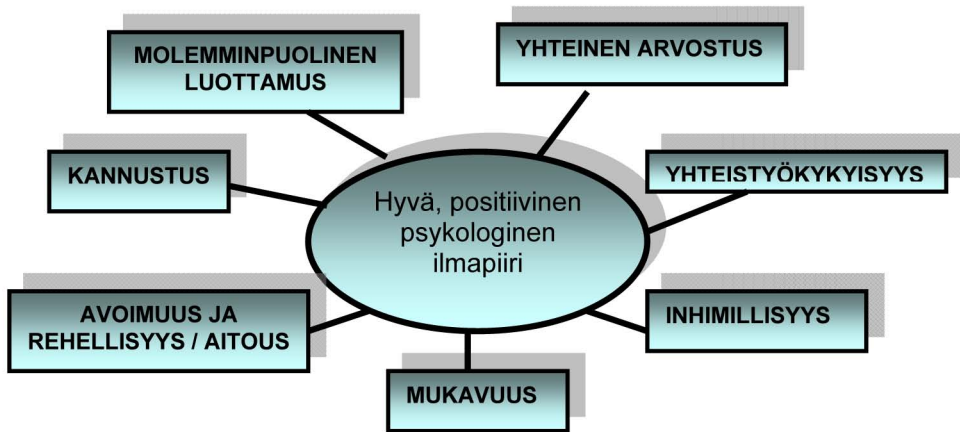 MOLEMMINPUOLINEN
LUOTTAMUS
YHTEINEN ARVOSTUS
KANNUSTUS
YHTEISTYÖKYKYISYYS
Hyvä, positiivinen
psykologinen
ilmapiiri
AVOIMUUS JA
REHELLISYYS / AITOUS
INHIMILLISYYS
MUKAVUUS